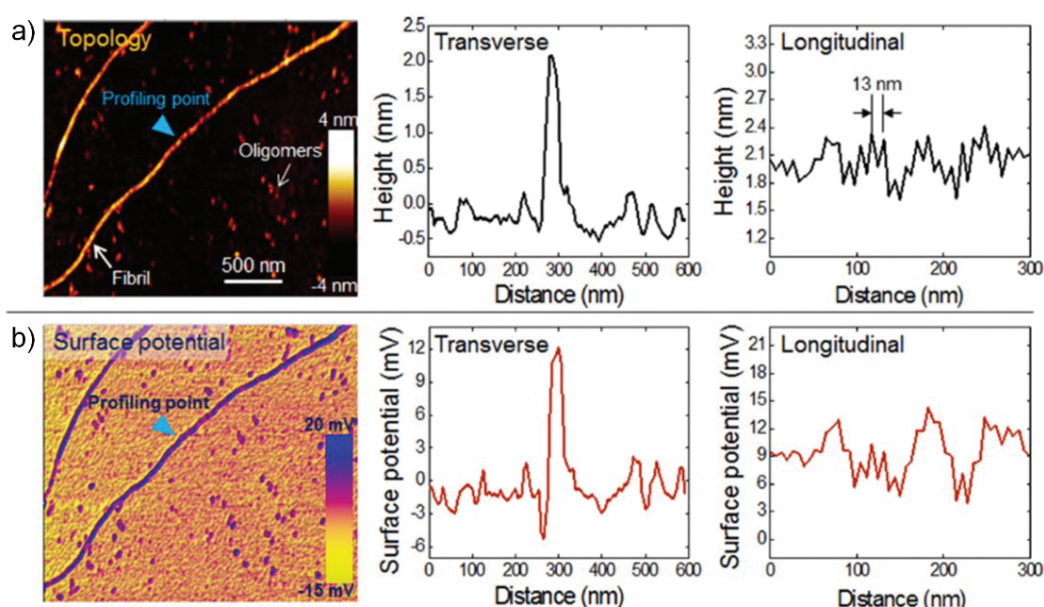 a)
Topology
Profiling point
4 nm
Oligomers
Fibril
500 nm
-4 nm
Transverse
Height (nm)
2.5
2.0
1.5
1.0
0.5
0.0
-0.5
0 100 200 300 400 500 600
Distance (nm)
Longitudinal
Height (nm)
3.3
3.0
2.7
2.4
2.1
1.8
1.5
1.2
13 nm
0 100 200 300
Distance (nm)
b)
Surface potential
Profiling point
20 mV
-15 mV
Transverse
Surface potential (mV)
12
9
6
3
0
-3
-6
0 100 200 300 400 500 600
Distance (nm)
Longitudinal
Surface potential (mV)
21
18
15
12
9
6
3
0
0 100 200 300
Distance (nm)